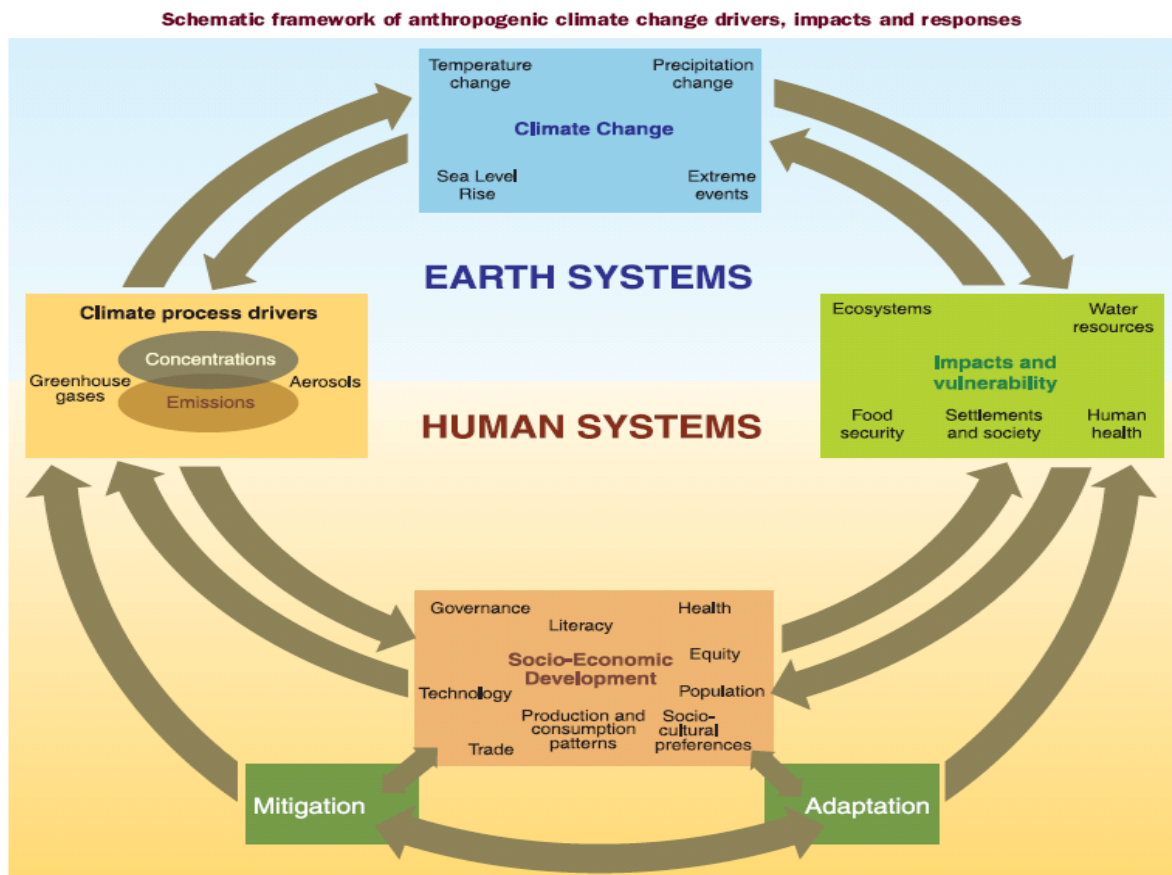 Schematic framework of anthropogenic climate change drivers, impacts and responses
Temperature
change
Precipitation
change
Climate Change
Sea Level
Rise
Extreme
events
EARTH SYSTEMS
Climate process drivers
Concentrations
Greenhouse
gases
Aerosols
Emissions
Ecosystems
Water
resources
Impacts and
vulnerability
Food
security
Settlements
and society
Human
health
HUMAN SYSTEMS
Governance
Literacy
Health
Socio-Economic
Development
Equity
Technology
Population
Production and
consumption
patterns
Socio-
cultural
preferences
Trade
Mitigation
Adaptation